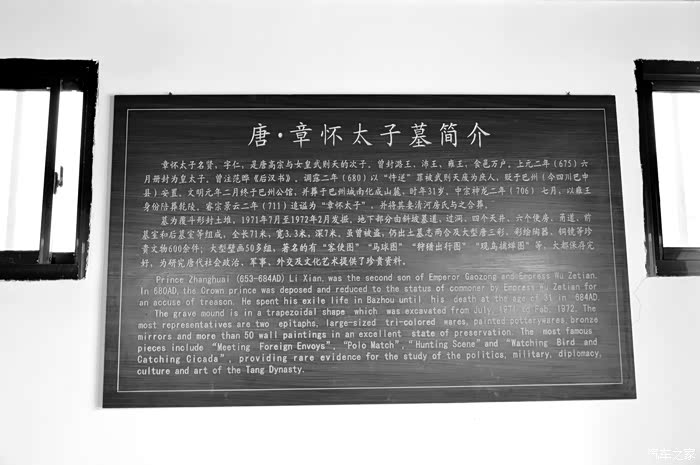 唐·章怀太子墓简介
章怀太子名贤，字仁，是唐高宗与女皇武则天的次子，曾封潞王、沛王、雍王，食邑万户，上元二年（675）六
月册封为皇太子，曾注范晔《后汉书》。调露二年（680）以“悖逆”罪被武则天废为庶人，贬于巴州（今四川巴中
县）安置，文明元年二月终于巴州公馆，并葬于巴州城南化成山麓，时年31岁，中宗神龙二年（706）七月，以雍王
身份陪葬乾陵，睿宗景云二年（711）追谥为“章怀太子”，并将其妻清河房氏与之合葬。
墓为覆斗形封土堆，1971年7月至1972年2月发掘，地下部分由斜坡墓道、过洞、四个天井、六个便房、甬道、前
墓室和后墓室等组成，全长71米，宽3.3米，深7米，虽曾被盗，仍出土墓志两合及大型唐三彩，彩绘陶器、铜镜等珍
贵文物600余件；大型壁画50多组，著名的有“客使图”“马球图”“狩猎出行图”“观鸟捕蝉图”等，大都保存完
好，为研究唐代社会政治、军事、外交及文化艺术提供了珍贵资料。
Prince Zhanghuai (653-684AD) Li Xian, was the second son of Emperor Gaozong and Empress Wu Zetian.
In 680AD, the Crown prince was deposed and reduced to the status of commoner by Empress Wu Zetian for
an accuse of treason. He spent his exile life in Bazhou until his death at the age of 31 in 684AD
The grave mound is in a trapezoidal shape which was excavated from July, 1971 to Feb, 1972. The
most representatives are two epitaphs, large-sized tri-colored wares, painted potterywares, bronze
mirrors and more than 50 wall paintings in an excellent state of preservation. The most famous
pieces include “Meeting Foreign Envoys”, “Polo Match”, “Hunting Scene” and “Watching Bird and
Catching Cicada”, providing rare evidence for the study of the politics, military, diplomacy,
culture and art of the Tang Dynasty.
汽车之家